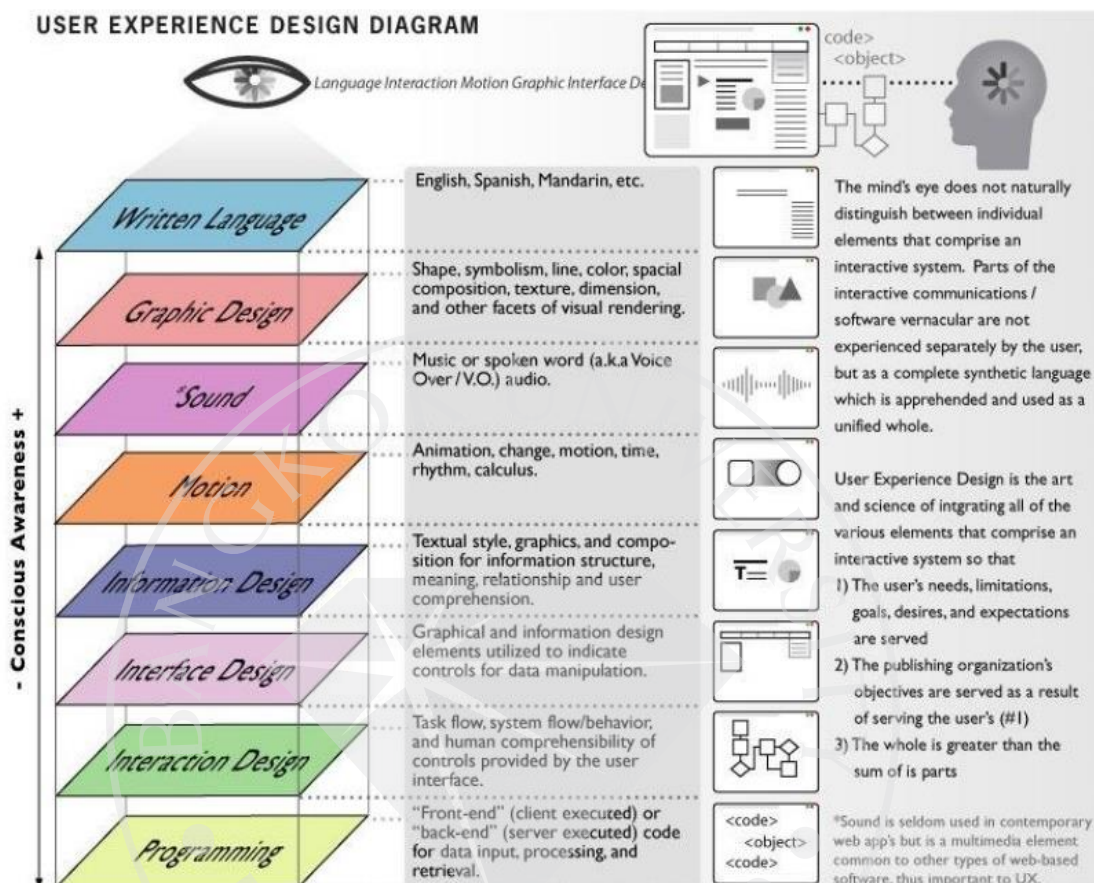 USER EXPERIENCE DESIGN DIAGRAM
Language Interaction Motion Graphic Interface De
code>
<object>
Written Language
English, Spanish, Mandarin, etc.
Graphic Design
Shape, symbolism, line, color, spacial
composition, texture, dimension,
and other facets of visual rendering.
*Sound
Music or spoken word (a.k.a Voice
Over / V.O.) audio.
Motion
Animation, change, motion, time,
rhythm, calculus.
Information Design
Textual style, graphics, and compo-
sition for information structure,
meaning, relationship and user
comprehension.
T
Interface Design
Graphical and information design
elements utilized to indicate
controls for data manipulation.
Interaction Design
Task flow, system flow/behavior,
and human comprehensibility of
controls provided by the user
interface.
Programming
"Front-end" (client executed) or
"back-end" (server executed) code
for data input, processing, and
retrieval.
<code>
<object>
<code>
- Conscious Awareness +
The mind's eye does not naturally
distinguish between individual
elements that comprise an
interactive system. Parts of the
interactive communications /
software vernacular are not
experienced separately by the user,
but as a complete synthetic language
which is apprehended and used as a
unified whole.
User Experience Design is the art
and science of intgrating all of the
various elements that comprise an
interactive system so that
1) The user's needs, limitations,
goals, desires, and expectations
are served
2) The publishing organization's
objectives are served as a result
of serving the user's (#1)
3) The whole is greater than the
sum of is parts
*Sound is seldom used in contemporary
web app's but is a multimedia element
common to other types of web-based
software, thus important to UX.